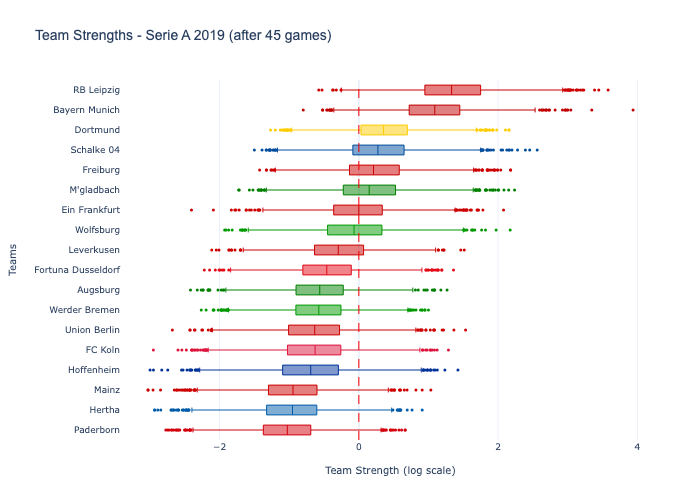 Team Strengths - Serie A 2019 (after 45 games)
RB Leipzig
Bayern Munich
Dortmund
Schalke 04
Freiburg
M'gladbach
Ein Frankfurt
Wolfsburg
Teams
Leverkusen
Fortuna Dusseldorf
Augsburg
Werder Bremen
Union Berlin
FC Koln
Hoffenheim
Mainz
Hertha
Paderborn
−2 0 2 4
Team Strength (log scale)